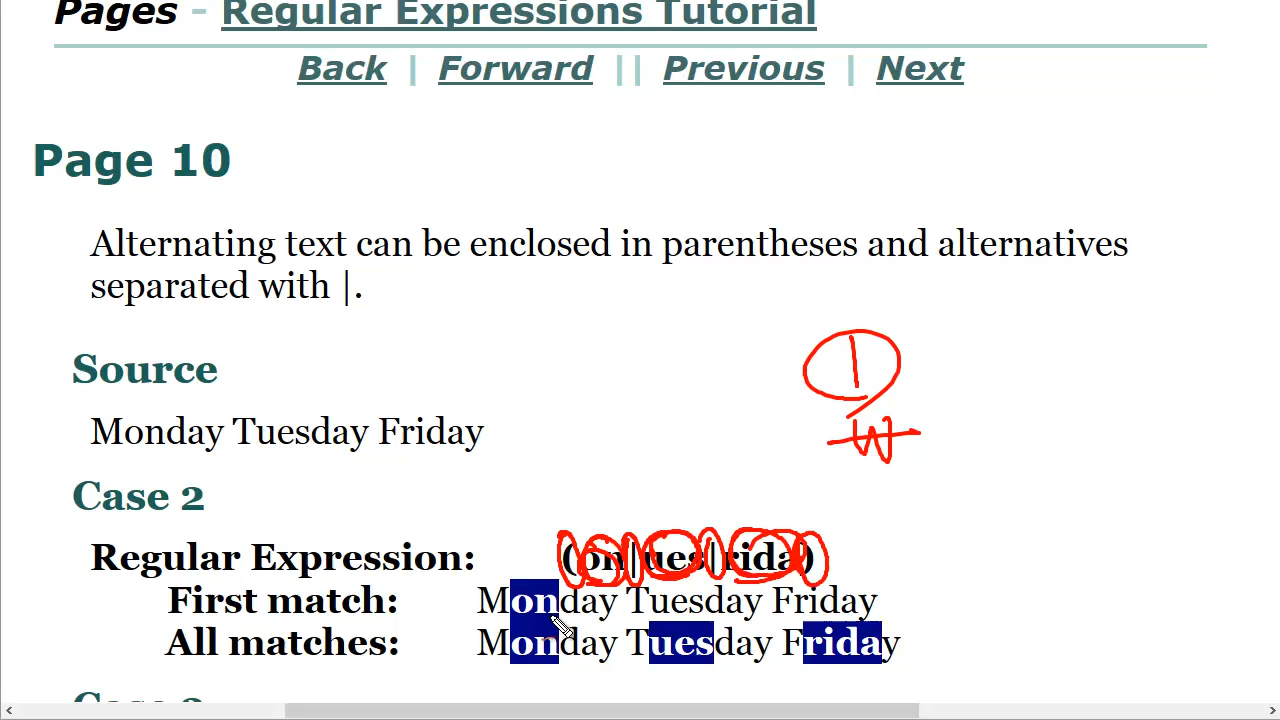 Pages - Regular Expressions Tutorial
Back | Forward || Previous | Next
Page 10
Alternating text can be enclosed in parentheses and alternatives
separated with |.
Source
Monday Tuesday Friday
Case 2
Regular Expression: (on|ues|rida)
First match: Monday Tuesday Friday
All matches: Monday Tuesday Friday